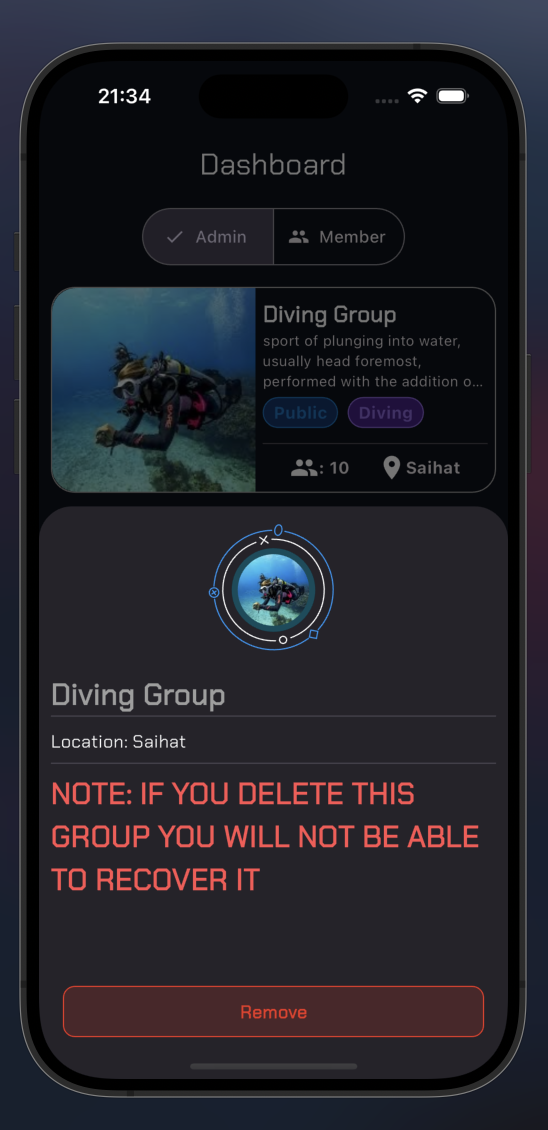 21:34
Dashboard
Admin
Member
Diving Group
sport of plunging into water,
usually head foremost,
performed with the addition o...
Public
Diving
: 10
Saihat
Diving Group
Location: Saihat
NOTE: IF YOU DELETE THIS
GROUP YOU WILL NOT BE ABLE
TO RECOVER IT
Remove